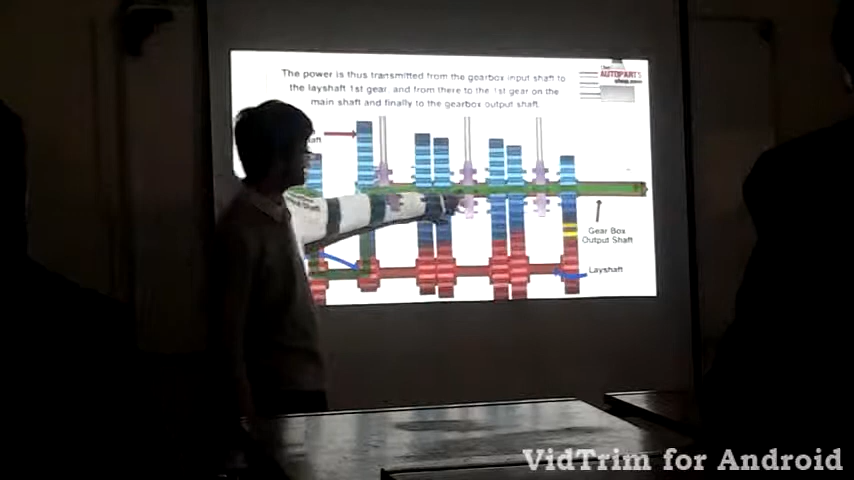 The power is thus transmitted from the gearbox input shaft to
the layshaft 1st gear, and from there to the 1st gear on the
main shaft and finally to the gearbox output shaft.
AUTOPARTS
Gear Box
Output Shaft
Layshaft
VidTrim for Android